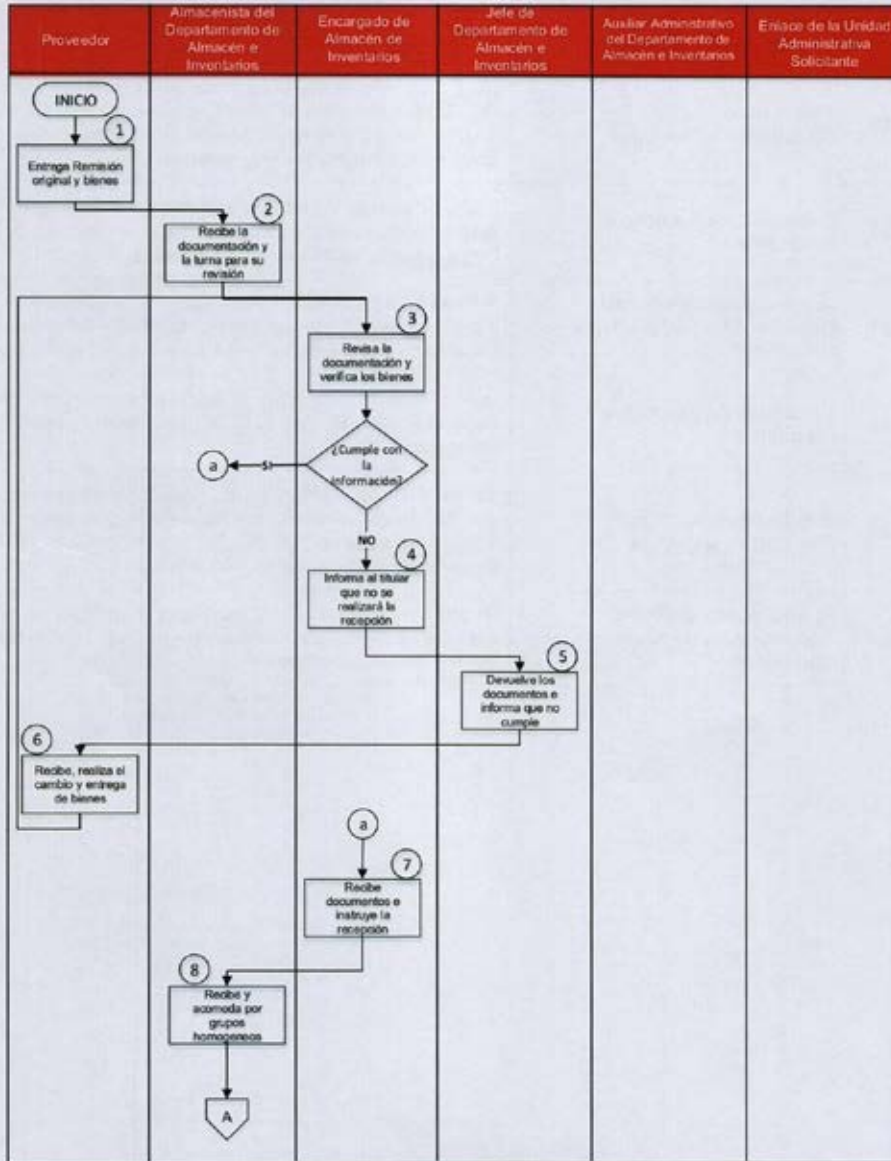 Proveedor
Almacenista del
Departamento de
Almacén e
Inventarios
Encargado de
Almacén de
Inventarios
Jefe de
Departamento de
Almacén e
Inventarios
Auxiliar Administrativo
del Departamento de
Almacén e Inventarios
Enlace de la Unidad
Administrativa
Solicitante
INICIO
1
Entrega Remisión
original y bienes
2
Recibe la
documentación y
la turna para su
revisión
3
Revisa la
documentación y
verifica los bienes
¿Cumple con
la
información?
SI
a
NO
4
Informa al titular
que no se
realizará la
recepción
5
Devuelve los
documentos e
informa que no
cumple
6
Recibe, realiza el
cambio y entrega
de bienes
a
7
Recibe
documentos e
instruye la
recepción
8
Recibe y
acomoda por
grupos
homogeneos
A